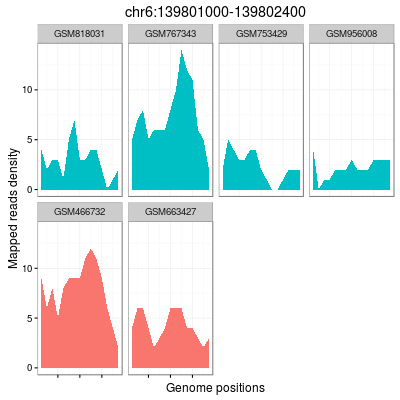 chr6:139801000-139802400
GSM818031 GSM767343 GSM753429 GSM956008
10
5
0
GSM466732 GSM663427
10
5
0
Mapped reads density
Genome positions